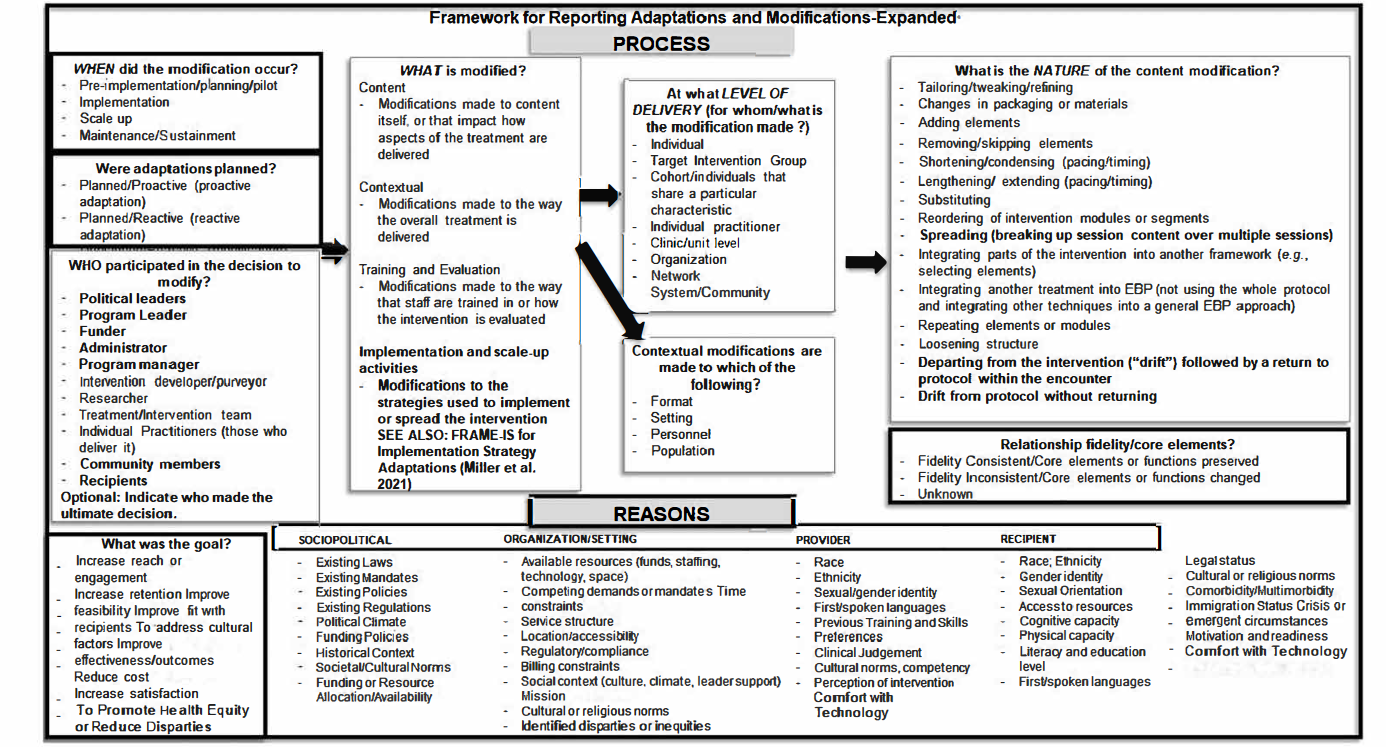 Framework for Reporting Adaptations and Modifications-Expanded
PROCESS
WHEN did the modification occur?
- Pre-implementation/planning/pilot
- Implementation
- Scale up
- Maintenance/Sustainment
Were adaptations planned?
- Planned/Proactive (proactive
adaptation)
- Planned/Reactive (reactive
adaptation)
WHO participated in the decision to
modify?
- Political leaders
- Program Leader
- Funder
- Administrator
- Program manager
- Intervention developer/purveyor
- Researcher
- Treatment/Intervention team
- Individual Practitioners (those who
deliver it)
- Community members
- Recipients
Optional: Indicate who made the
ultimate decision.
WHAT is modified?
Content
- Modifications made to content
itself, or that impact how
aspects of the treatment are
delivered
Contextual
- Modifications made to the way
the overall treatment is
delivered
Training and Evaluation
- Modifications made to the way
that staff are trained in or how
the intervention is evaluated
Implementation and scale-up
activities
- Modifications to the
strategies used to implement
or spread the intervention
SEE ALSO: FRAME-IS for
Implementation Strategy
Adaptations (Miller et al.
2021)
At what LEVEL OF
DELIVERY (for whom/what is
the modification made ?)
- Individual
- Target Intervention Group
- Cohort/individuals that
share a particular
characteristic
- Individual practitioner
- Clinic/unit level
- Organization
- Network
System/Community
Contextual modifications are
made to which of the
following?
- Format
- Setting
- Personnel
- Population
What is the NATURE of the content modification?
- Tailoring/tweaking/refining
- Changes in packaging or materials
- Adding elements
- Removing/skipping elements
- Shortening/condensing (pacing/timing)
- Lengthening/ extending (pacing/timing)
- Substituting
- Reordering of intervention modules or segments
- Spreading (breaking up session content over multiple sessions)
- Integrating parts of the intervention into another framework (e.g.,
selecting elements)
- Integrating another treatment into EBP (not using the whole protocol
and integrating other techniques into a general EBP approach)
- Repeating elements or modules
- Loosening structure
- Departing from the intervention (“drift”) followed by a return to
protocol within the encounter
- Drift from protocol without returning
Relationship fidelity/core elements?
- Fidelity Consistent/Core elements or functions preserved
- Fidelity Inconsistent/Core elements or functions changed
- Unknown
REASONS
What was the goal?
- Increase reach or
engagement
- Increase retention Improve
- feasibility Improve fit with
- recipients To address cultural
- factors Improve
- effectiveness/outcomes
Reduce cost
- Increase satisfaction
- To Promote Health Equity
- or Reduce Disparties
SOCIOPOLITICAL
- Existing Laws
- Existing Mandates
- Existing Policies
- Existing Regulations
- Political Climate
- Funding Policies
- Historical Context
- Societal/Cultural Norms
- Funding or Resource
Allocation/Availability
ORGANIZATION/SETTING
- Available resources (funds, staffing,
technology, space)
- Competing demands or mandates Time
- constraints
- Service structure
- Location/accessibility
- Regulatory/compliance
- Billing constraints
- Social context (culture, climate, leader support)
Mission
- Cultural or religious norms
- Identified disparties or inequities
PROVIDER
- Race
- Ethnicity
- Sexual/gender identity
- First/spoken languages
- Previous Training and Skills
- Preferences
- Clinical Judgement
- Cultural norms, competency
- Perception of intervention
Comfort with
Technology
RECIPIENT
- Race; Ethnicity
- Gender identity
- Sexual Orientation
- Access to resources
- Cognitive capacity
- Physical capacity
- Literacy and education
level
- First/spoken languages
Legal status
- Cultural or religious norms
- Comorbidity/Multimorbidity
- Immigration Status Crisis or
- emergent circumstances
Motivation and readiness
- Comfort with Technology
-